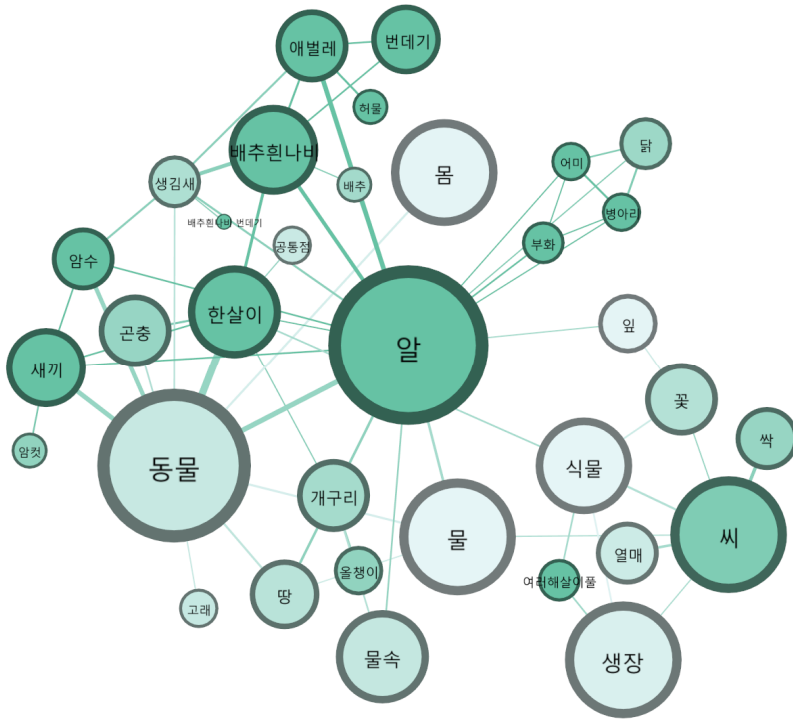 애벌레
번데기
허물
배추흰나비
몸
닭
어미
생김새
배추
병아리
배추흰나비 번데기
공통점
부화
암수
한살이
곤충
잎
알
새끼
꽃
암컷
동물
식물
싹
개구리
물
씨
열매
올챙이
여러해살이풀
땅
고래
물속
생장